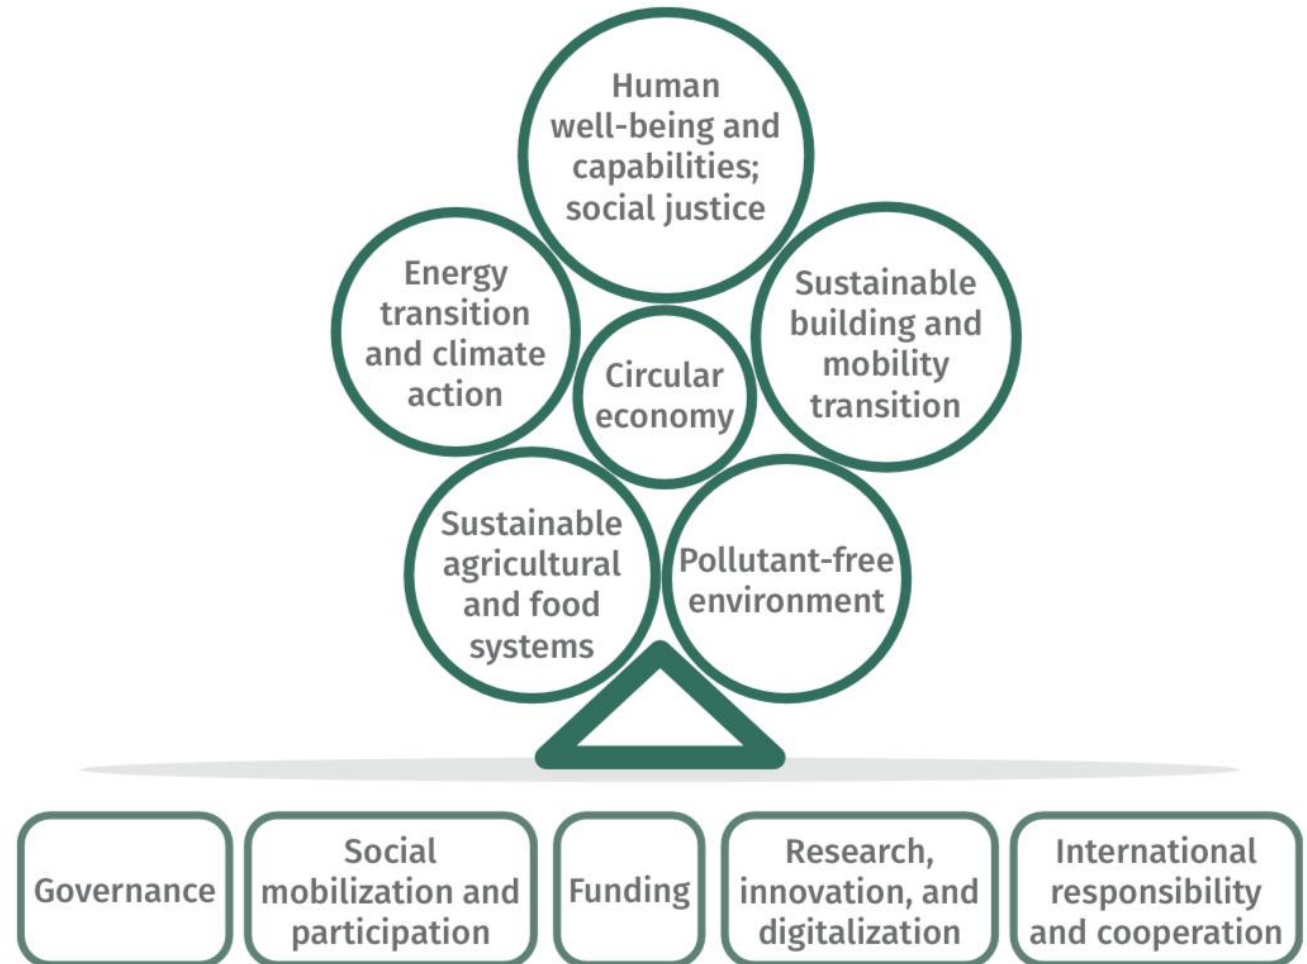 Human
well-being and
capabilities;
social justice
Energy
transition
and climate
action
Sustainable
building and
mobility
transition
Circular
economy
Sustainable
agricultural
and food
systems
Pollutant-free
environment
Governance
Social
mobilization and
participation
Funding
Research,
innovation, and
digitalization
International
responsibility
and cooperation